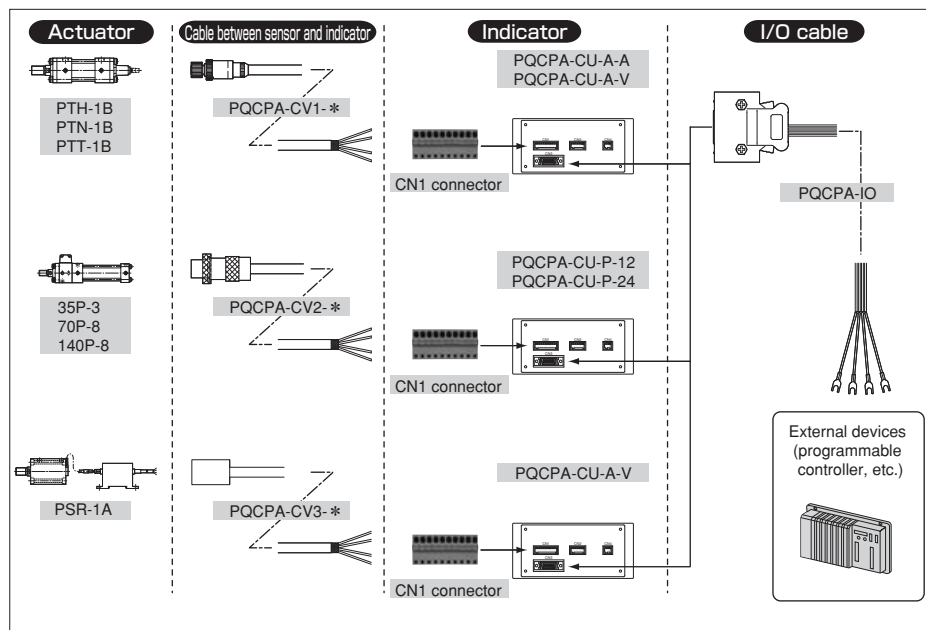 Actuator
Cable between sensor and indicator
Indicator
I/O cable
PTH-1B
PTN-1B
PTT-1B
PQCPA-CV1-*
PQCPA-CU-A-A
PQCPA-CU-A-V
CN1 connector
PQCPA-IO
35P-3
70P-8
140P-8
PQCPA-CV2-*
PQCPA-CU-P-12
PQCPA-CU-P-24
CN1 connector
External devices
(programmable
controller, etc.)
PSR-1A
PQCPA-CV3-*
PQCPA-CU-A-V
CN1 connector